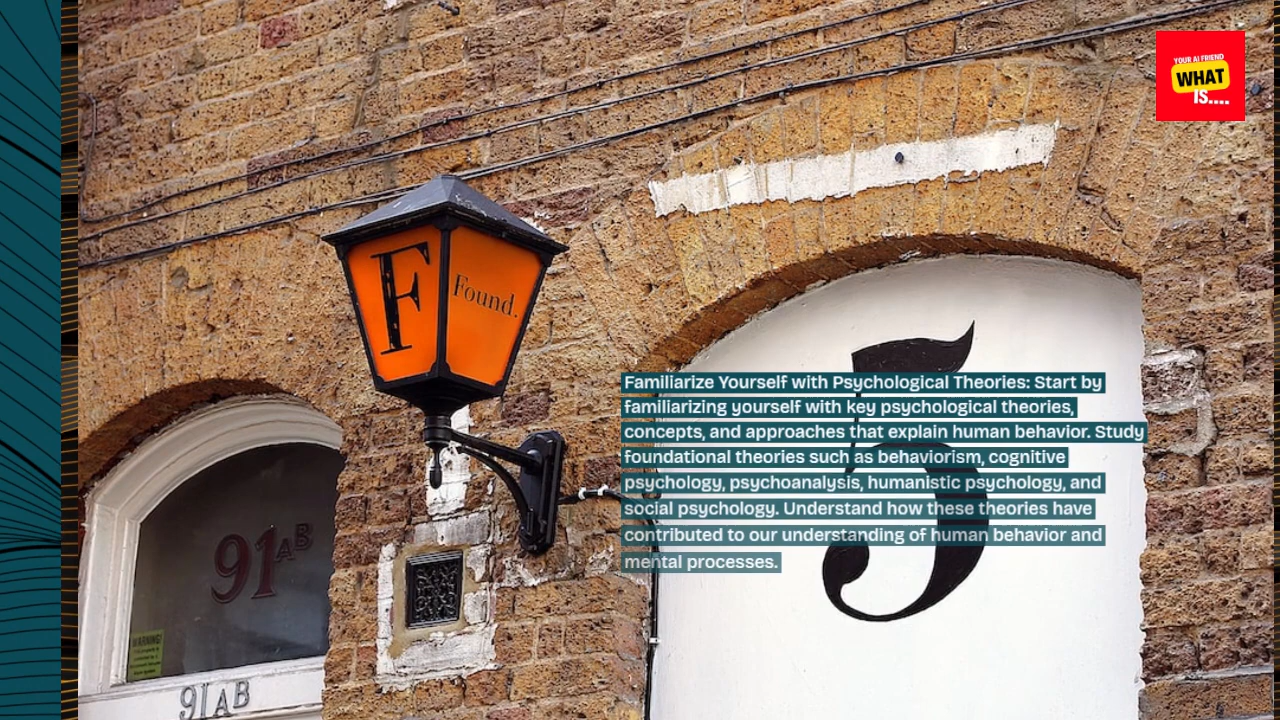 YOUR AI FRIEND
WHAT
IS....
F
Found.
5
Familiarize Yourself with Psychological Theories: Start by
familiarizing yourself with key psychological theories,
concepts, and approaches that explain human behavior. Study
foundational theories such as behaviorism, cognitive
psychology, psychoanalysis, humanistic psychology, and
social psychology. Understand how these theories have
contributed to our understanding of human behavior and
mental processes.
91AB
WARNING!
91AB